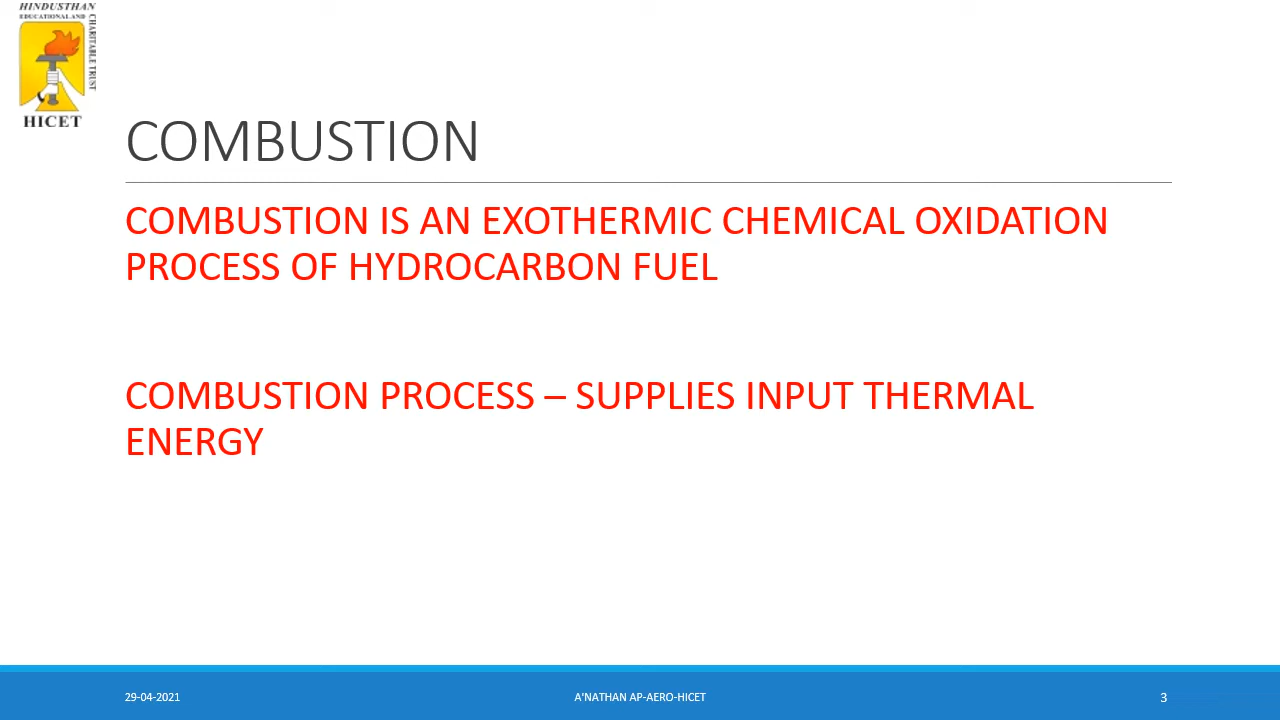 HINDUSTHAN
EDUCATIONAL AND
CHARITABLE TRUST
HICET
COMBUSTION
COMBUSTION IS AN EXOTHERMIC CHEMICAL OXIDATION
PROCESS OF HYDROCARBON FUEL
COMBUSTION PROCESS – SUPPLIES INPUT THERMAL
ENERGY
29-04-2021
A'NATHAN AP-AERO-HICET
3